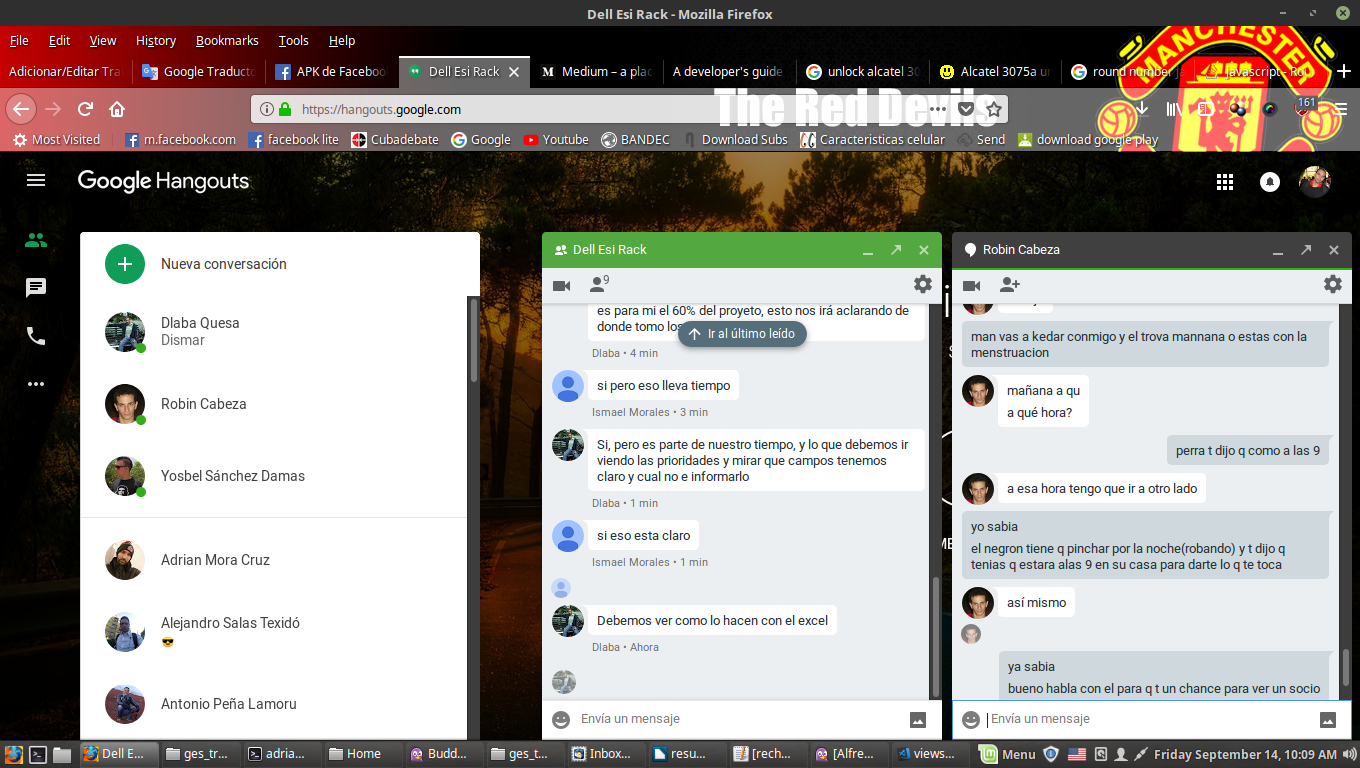 Dell Esi Rack - Mozilla Firefox
File Edit View History Bookmarks Tools Help
Adicionar/Editar Tra
Google Traducto
APK de Facebo
Dell Esi Rack
Medium – a plac
A developer's guide
unlock alcatel 30
Alcatel 3075a u
round number ja
javascript - Ro
MANCHESTER
The Red Devils
https://hangouts.google.com
161
Most Visited
m.facebook.com
facebook lite
Cubadebate
Google
Youtube
BANDEC
Download Subs
Caracteristicas celular
Send
download google play
Google Hangouts
Nueva conversación
Dlaba Quesa
Dismar
Robin Cabeza
Yosbel Sánchez Damas
Adrian Mora Cruz
Alejandro Salas Texidó
Antonio Peña Lamoru
Dell Esi Rack
9
es para mi el 60% del proyeto, esto nos irá aclarando de
donde tomo los
Ir al último leído
Dlaba • 4 min
si pero eso lleva tiempo
Ismael Morales • 3 min
Si, pero es parte de nuestro tiempo, y lo que debemos ir
viendo las prioridades y mirar que campos tenemos
claro y cual no e informarlo
Dlaba • 1 min
si eso esta claro
Ismael Morales • 1 min
Debemos ver como lo hacen con el excel
Dlaba • Ahora
Envía un mensaje
Robin Cabeza
man vas a kedar conmigo y el trova mannana o estas con la
menstruacion
mañana a qu
a qué hora?
perra t dijo q como a las 9
a esa hora tengo que ir a otro lado
yo sabia
el negron tiene q pinchar por la noche(robando) y t dijo q
tenias q estara alas 9 en su casa para darte lo q te toca
así mismo
ya sabia
bueno habla con el para q t un chance para ver un socio
Envía un mensaje
Dell E...
ges_tr...
adria...
Home
Budd...
ges_t...
Inbox...
resu...
[rech...
[Alfre...
views...
Menu
Friday September 14, 10:09 AM